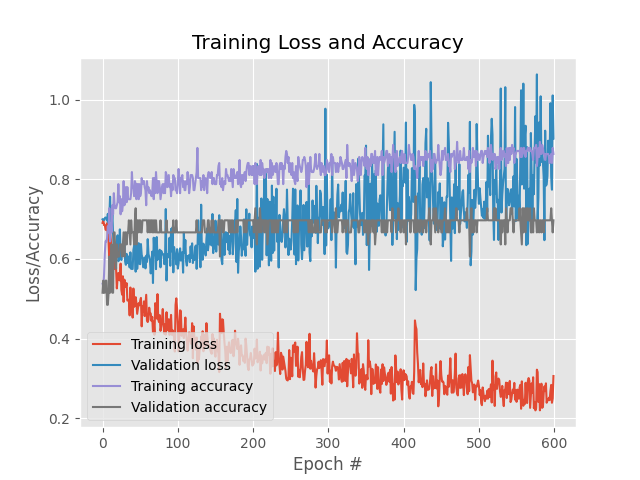 Training Loss and Accuracy
Loss/Accuracy
1.0
0.8
0.6
0.4
0.2
Training loss
Validation loss
Training accuracy
Validation accuracy
0 100 200 300 400 500 600
Epoch #